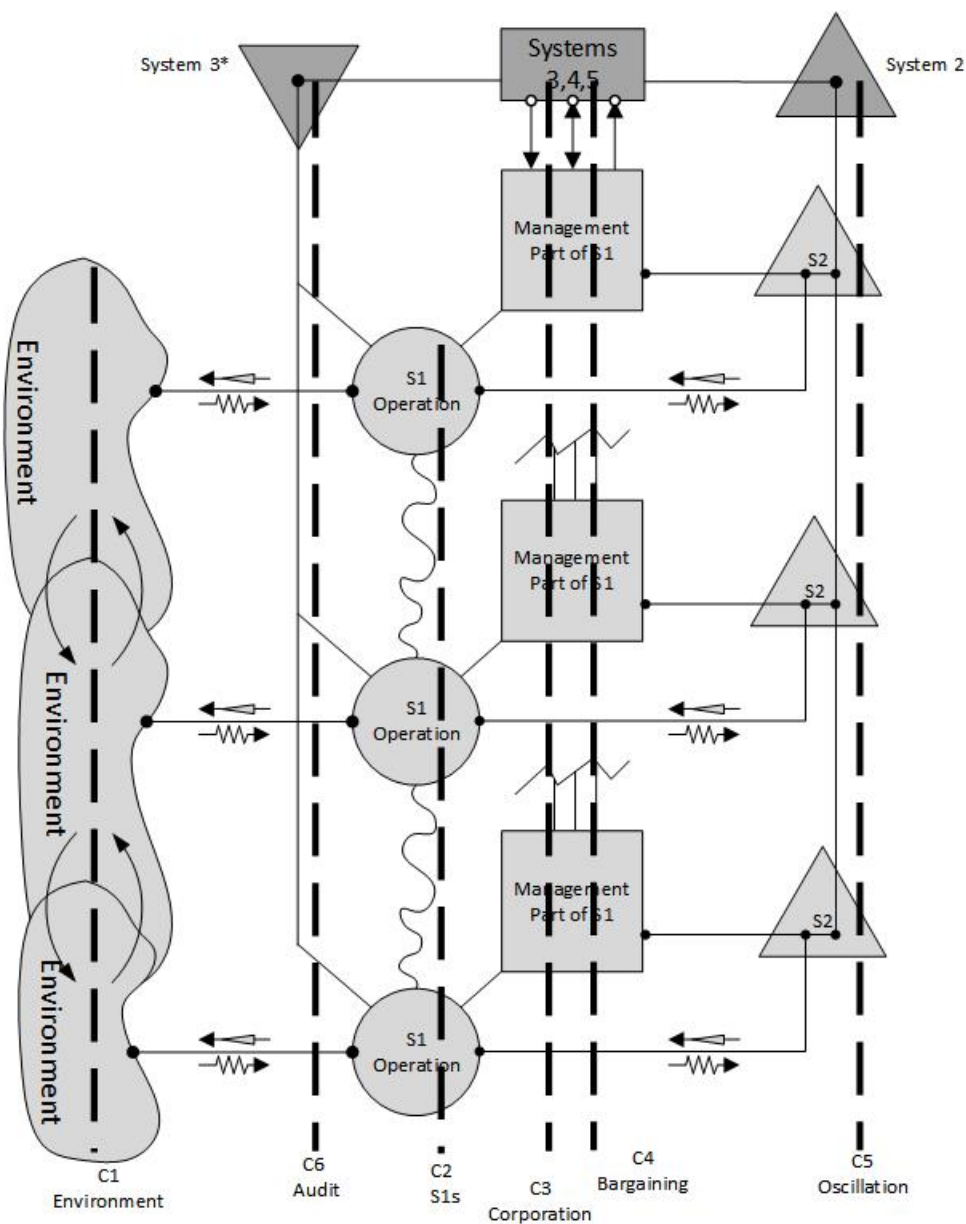 System 3*
Systems
3,4,5
System 2
Management
Part of S1
S2
Environment
S1
Operation
Management
Part of S1
S2
Environment
S1
Operation
Management
Part of S1
S2
Environment
S1
Operation
C1
Environment
C6
Audit
C2
S1s
C3
Corporation
C4
Bargaining
C5
Oscillation